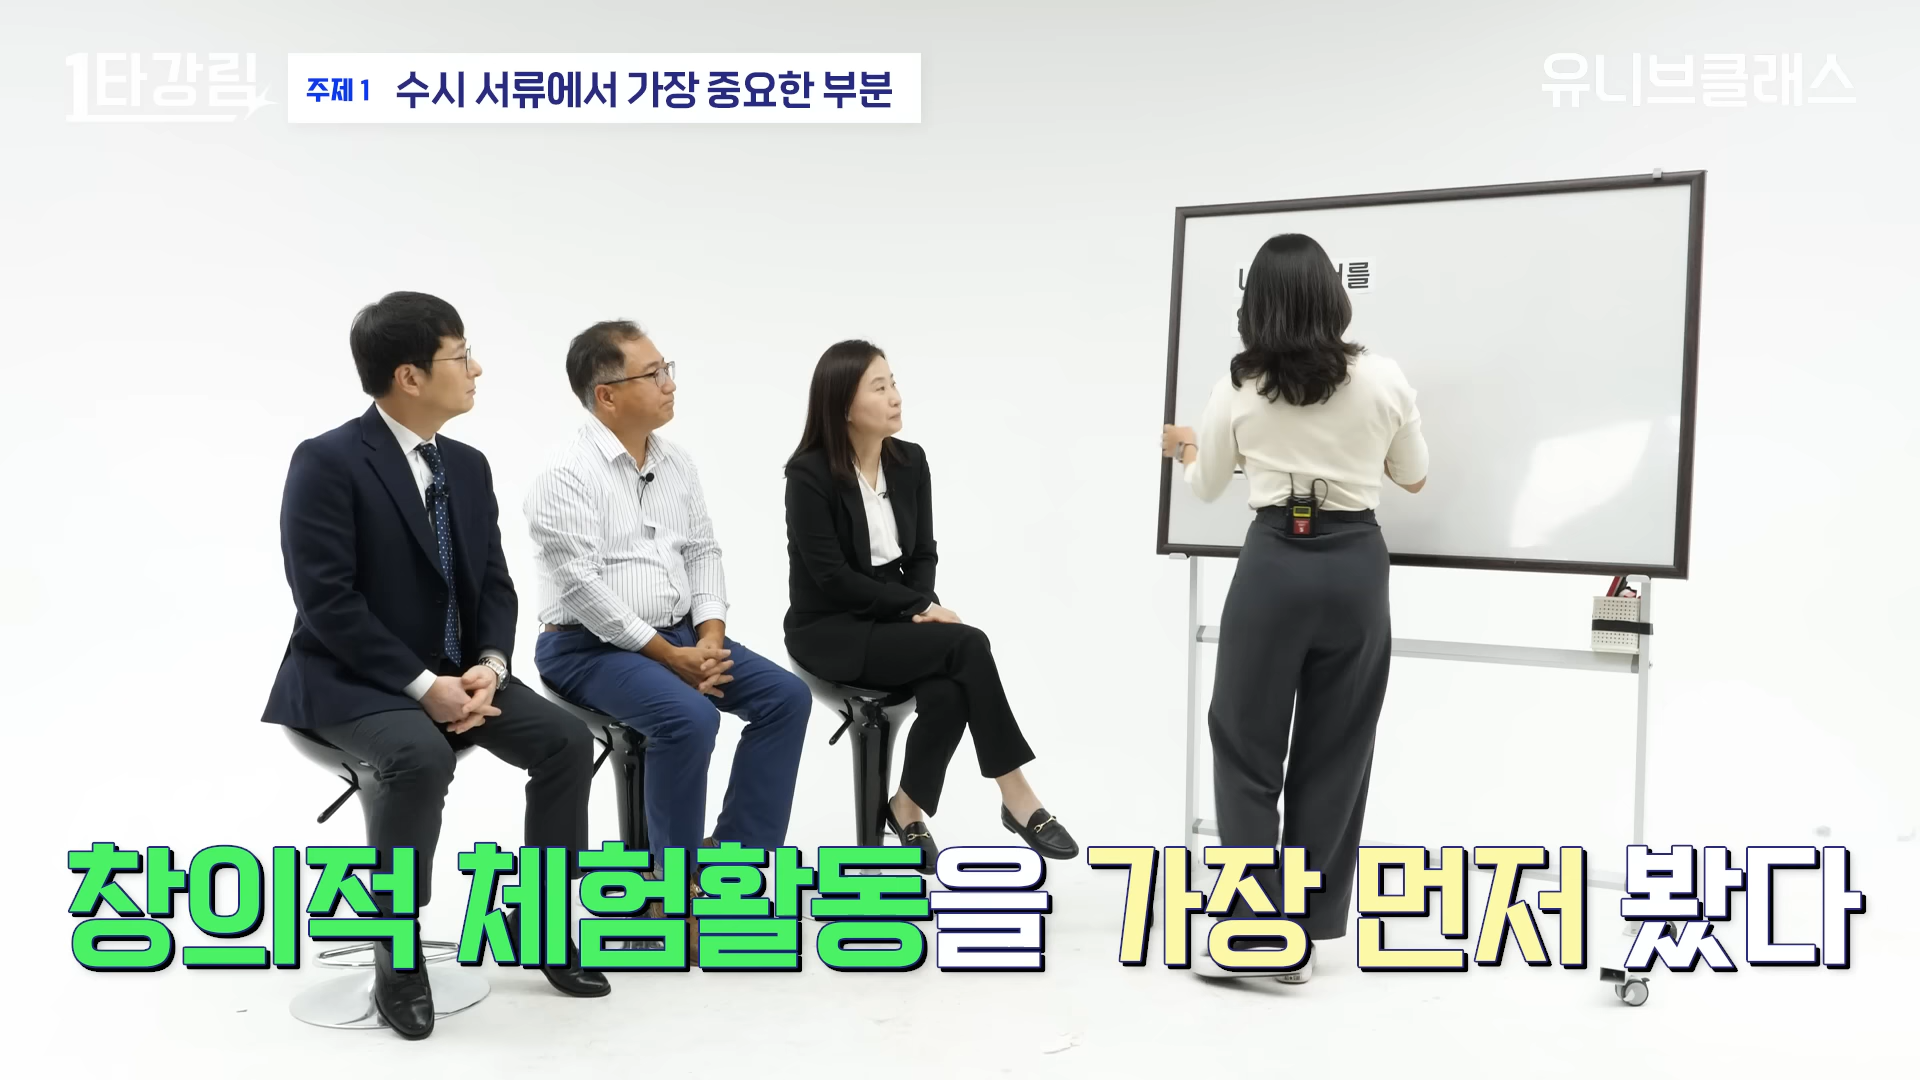 1타강림
주제 1 수시 서류에서 가장 중요한 부분
유니브클래스
를
창의적 체험활동을 가장 먼저 봤다